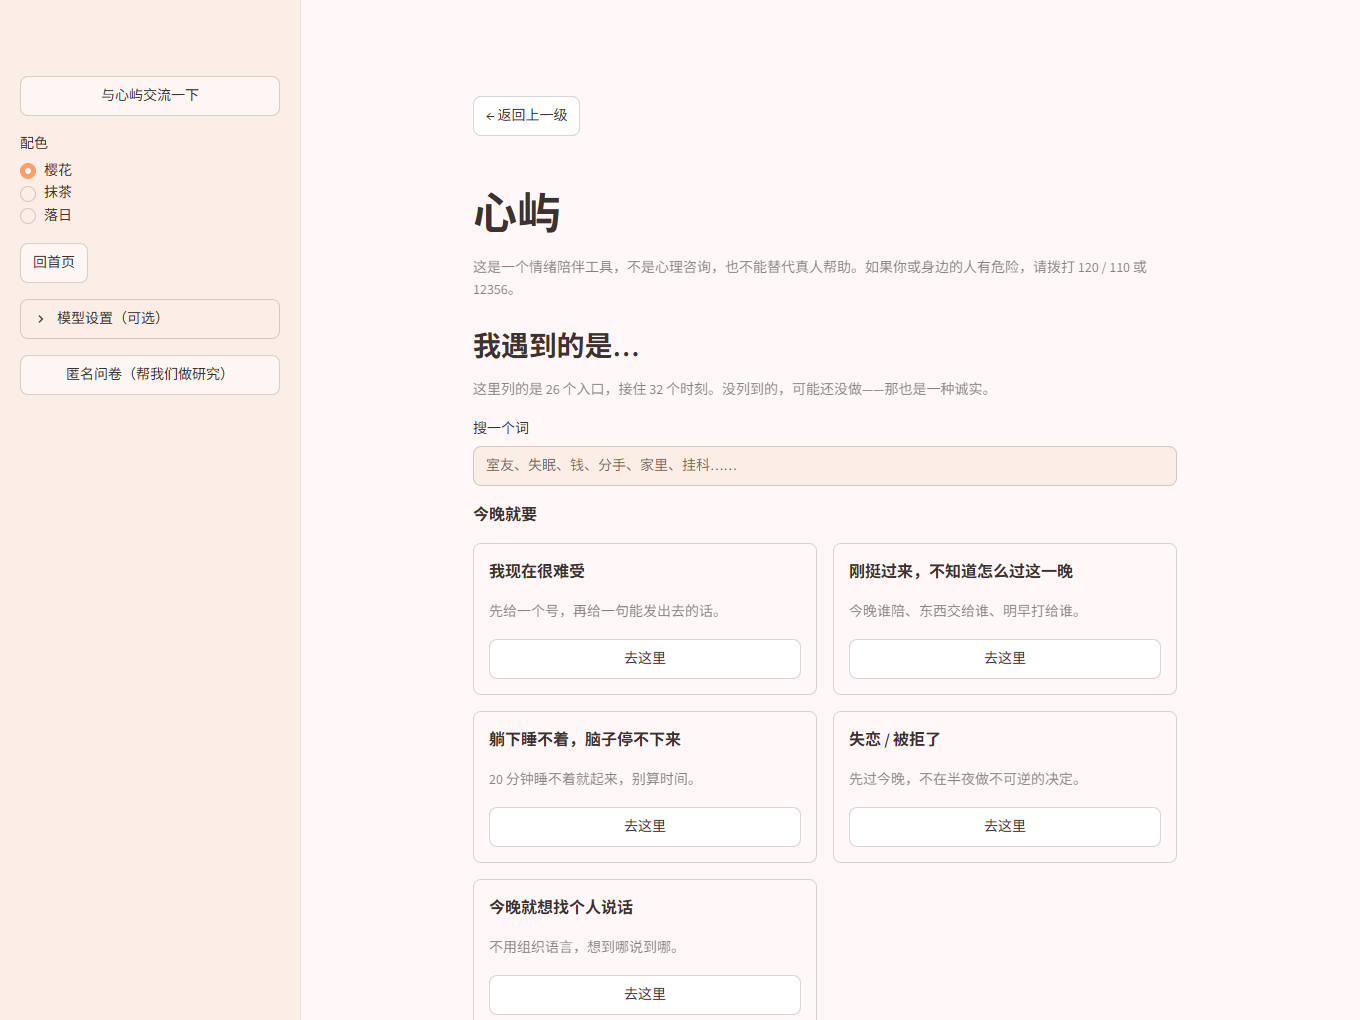 与心屿交流一下
配色
樱花
抹茶
落日
回首页
模型设置（可选）
匿名问卷（帮我们做研究）
← 返回上一级
心屿
这是一个情绪陪伴工具，不是心理咨询，也不能替代真人帮助。如果你或身边的人有危险，请拨打 120 / 110 或
12356。
我遇到的是…
这里列的是 26 个入口，接住 32 个时刻。没列到的，可能还没做——那也是一种诚实。
搜一个词
室友、失眠、钱、分手、家里、挂科……
今晚就要
我现在很难受
先给一个号，再给一句能发出去的话。
去这里
刚挺过来，不知道怎么过这一晚
今晚谁陪、东西交给谁、明早打给谁。
去这里
躺下睡不着，脑子停不下来
20 分钟睡不着就起来，别算时间。
去这里
失恋 / 被拒了
先过今晚，不在半夜做不可逆的决定。
去这里
今晚就想找个人说话
不用组织语言，想到哪说到哪。
去这里